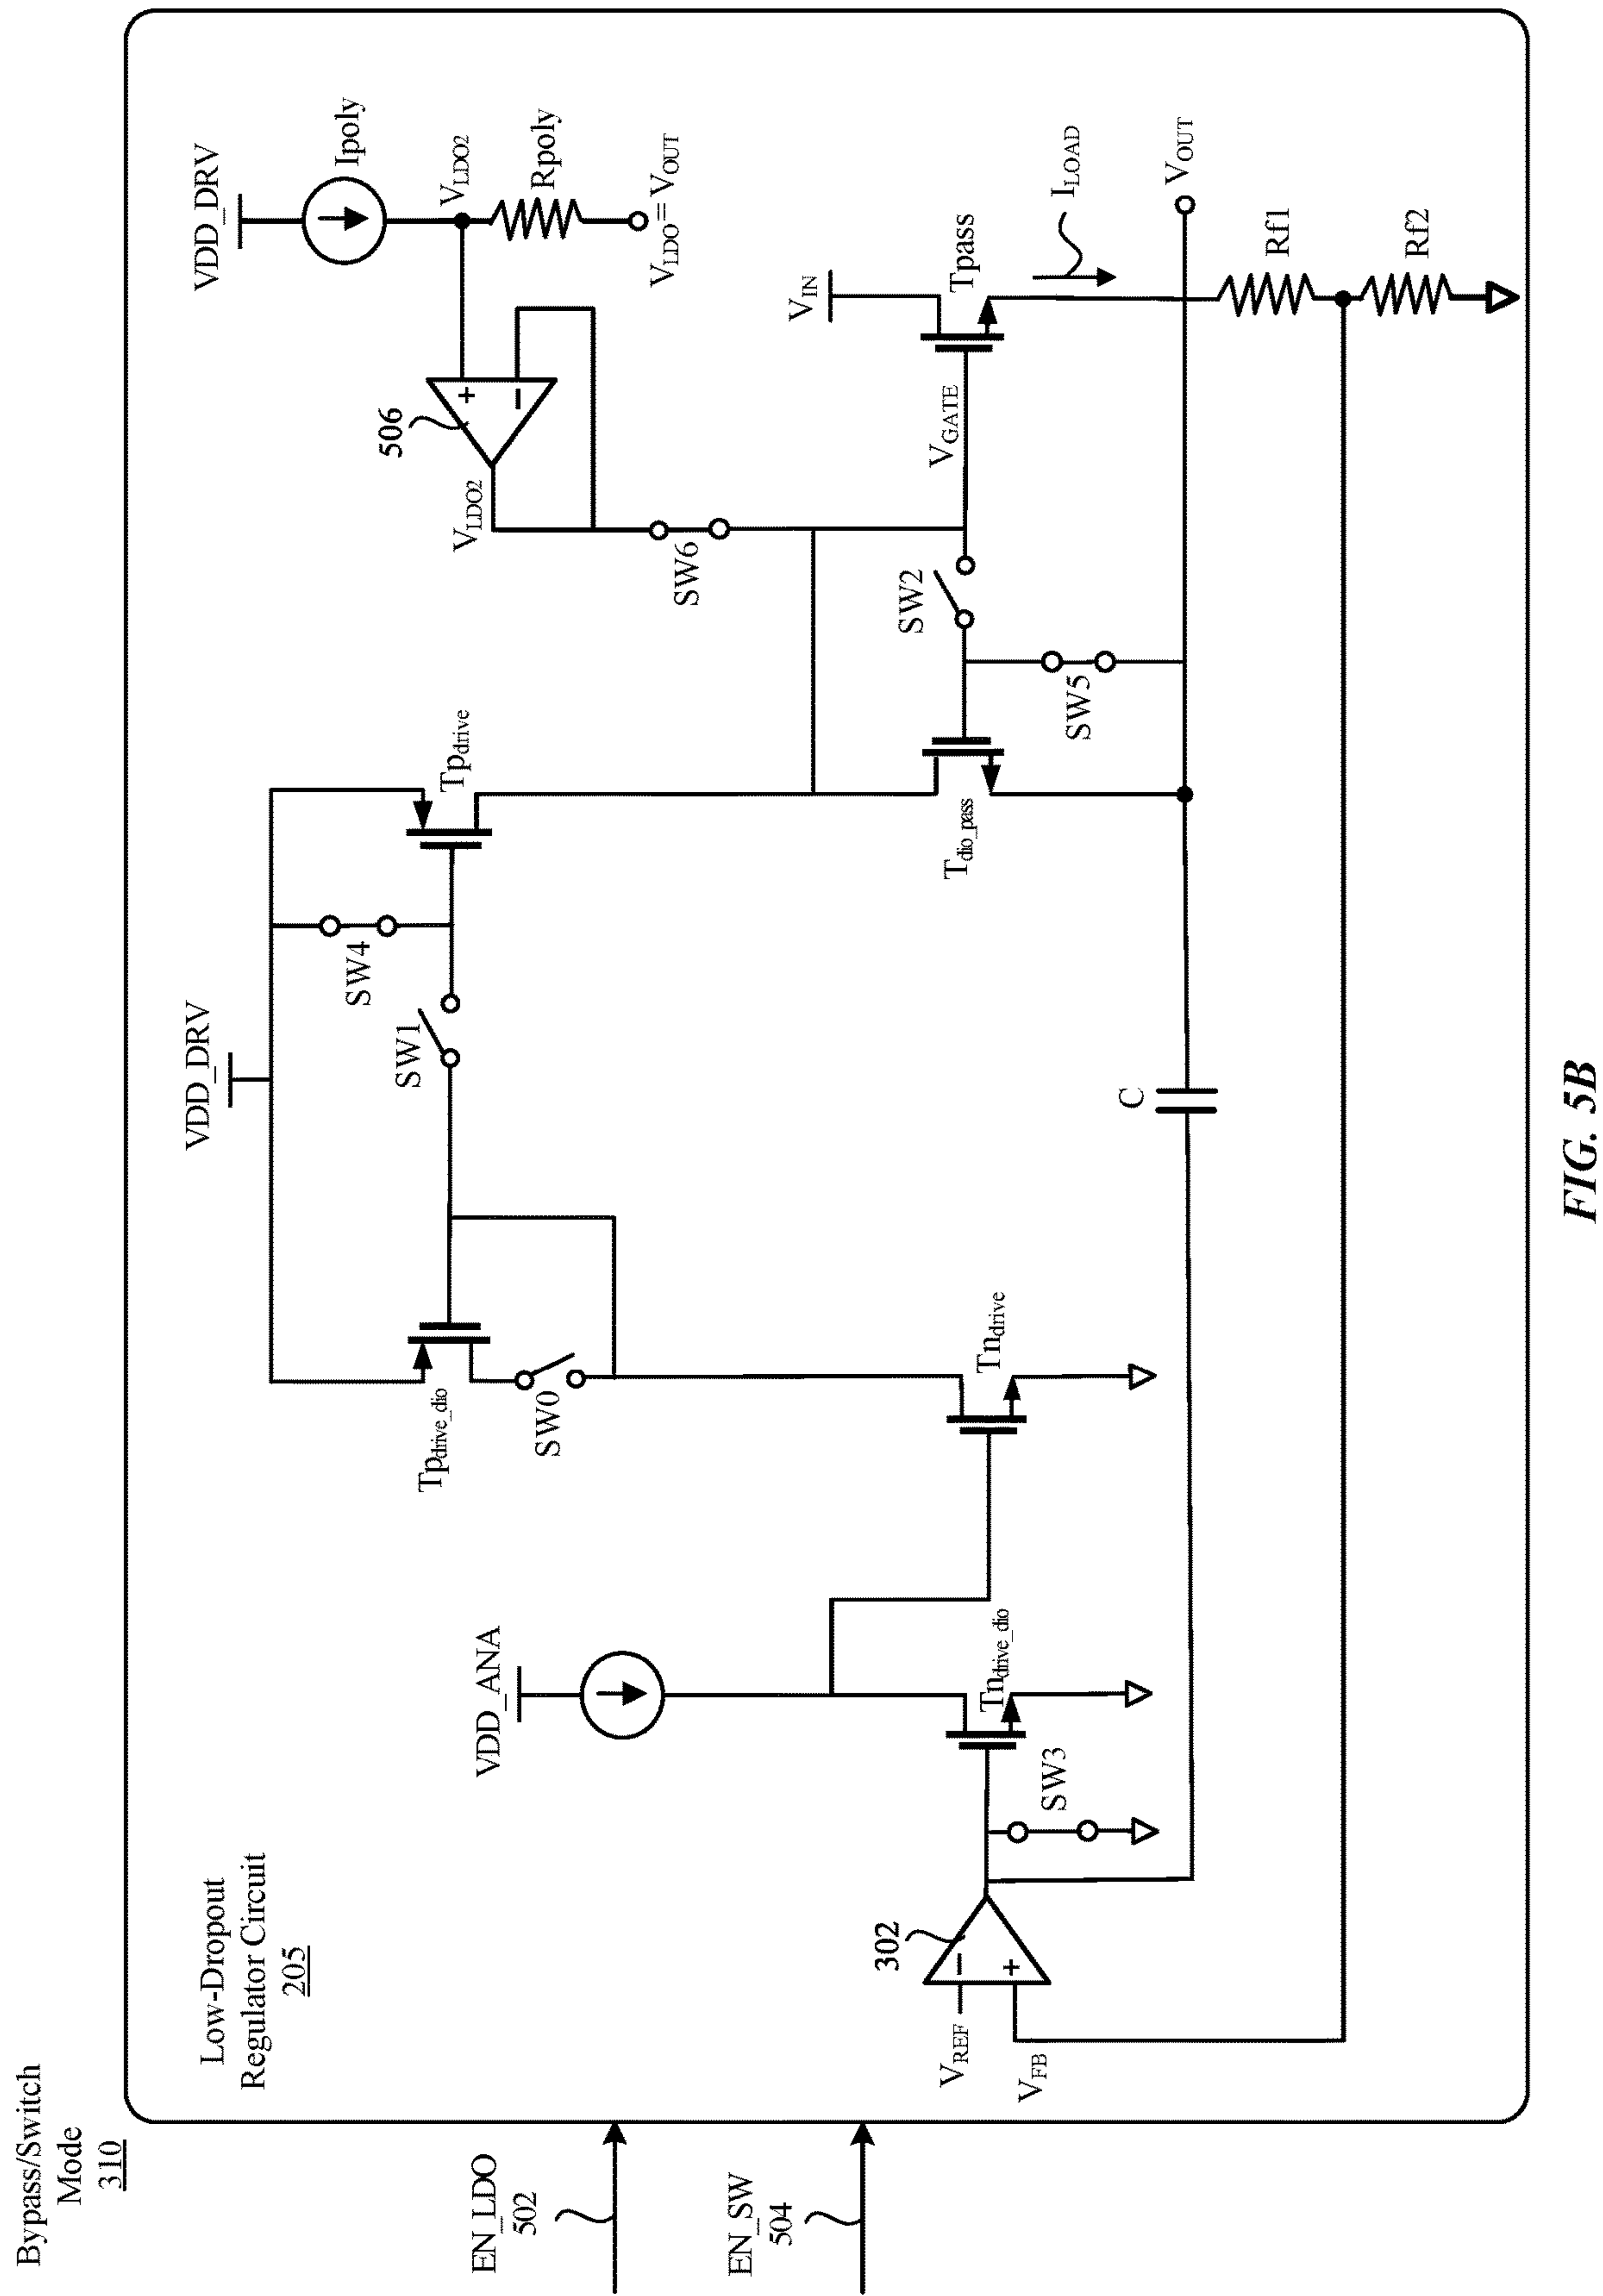 Bypass/Switch
Mode
310
EN_LDO
502
EN_SW
504
Low-Dropout
Regulator Circuit
205
VDD_DRV
VDD_DRV
Ipoly
VLDO2
Rpoly
VLDO = VOUT
506
+
−
VLDO2
SW6
Tpdrive
SW4
SW1
Tpdrive_dio
SW0
VDD_ANA
VIN
Tpass
ILOAD
VGATE
SW2
SW5
Tdio_pass
VOUT
Rf1
Rf2
C
Tndrive
Tndrive_dio
SW3
302
−
+
VREF
VFB
FIG. 5B